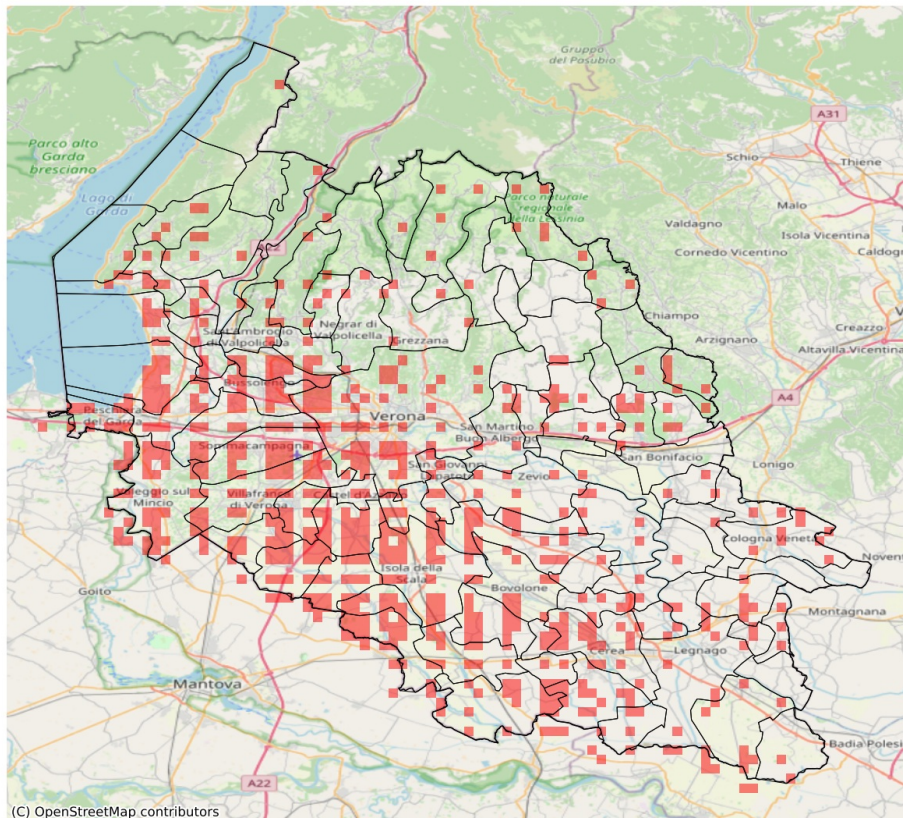 Gruppo
del Pasubio
A31
Parco alto
Garda
bresciano
Schio
Thiene
Lago di
Garda
Parco naturale
regionale
della Lessinia
Malo
Valdagno
Isola Vicentina
Cornedo Vicentino
A22
Chiampo
Sant'Ambrogio
di Valpolicella
Negrar di
Valpolicella
Grezzana
Arzignano
Creazzo
Altavilla Vicentina
Bussolengo
A4
Peschiera
del Garda
Verona
San Martino
Buon Albergo
Sommacampagna
San Bonifacio
Lonigo
San Giovanni
Lupatoto
Zevio
Valeggio sul
Mincio
Villafranca
di Verona
Castel d'Azzano
Cologna Veneta
Isola della
Scala
Goito
Bovolone
Montagnana
Cerea
Legnago
Mantova
Badia Polesi
A22
(C) OpenStreetMap contributors